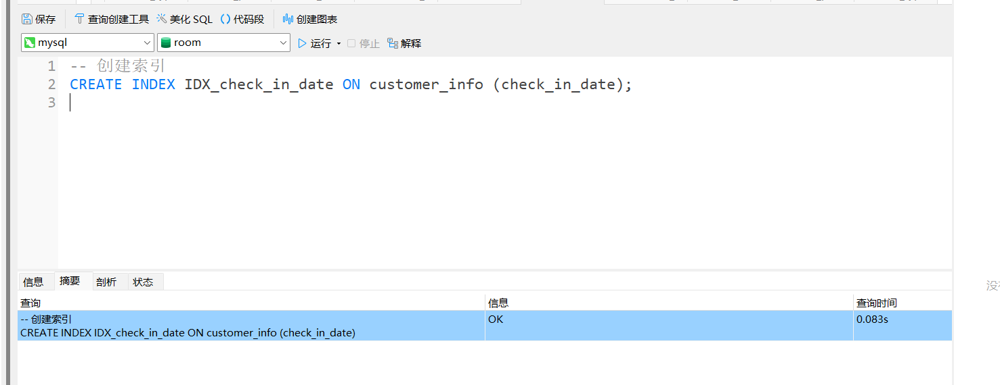 保存 查询创建工具 美化 SQL 代码段 创建图表
mysql room 运行 停止 解释
1 -- 创建索引
2 CREATE INDEX IDX_check_in_date ON customer_info (check_in_date);
3
信息 摘要 剖析 状态
查询 信息 查询时间
-- 创建索引 OK 0.083s
CREATE INDEX IDX_check_in_date ON customer_info (check_in_date)